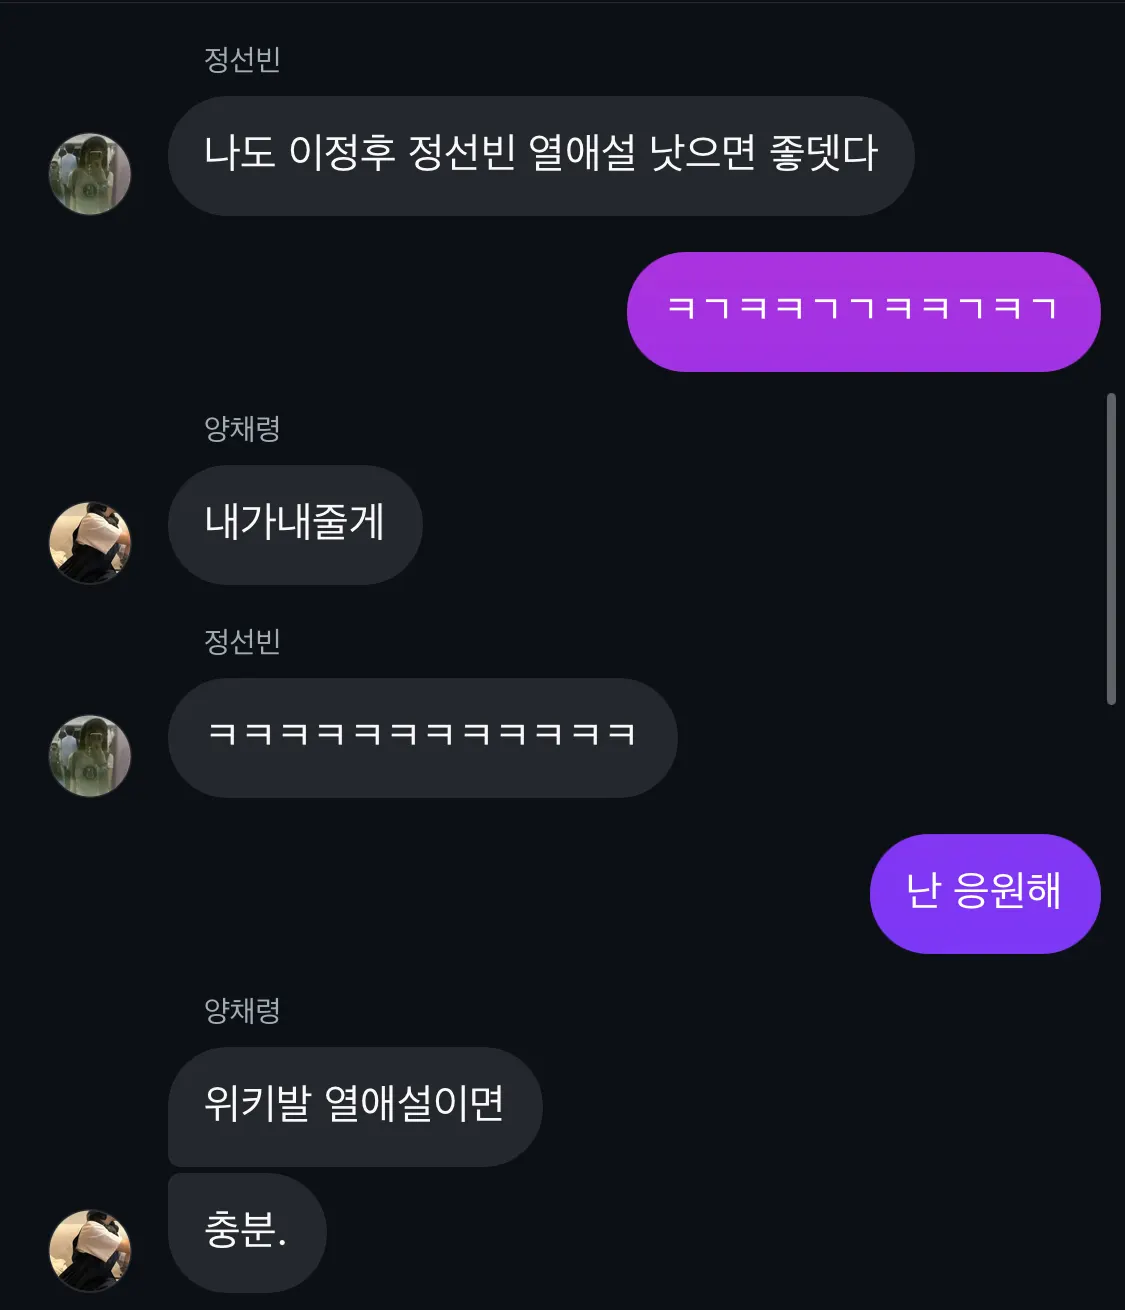 정선빈
나도 이정후 정선빈 열애설 낫으면 좋뎃다
ㅋㄱㅋㅋㄱㄱㅋㅋㄱㅋㄱ
양채령
내가내줄게
정선빈
ㅋㅋㅋㅋㅋㅋㅋㅋㅋㅋㅋㅋ
난 응원해
양채령
위키발 열애설이면
충분.